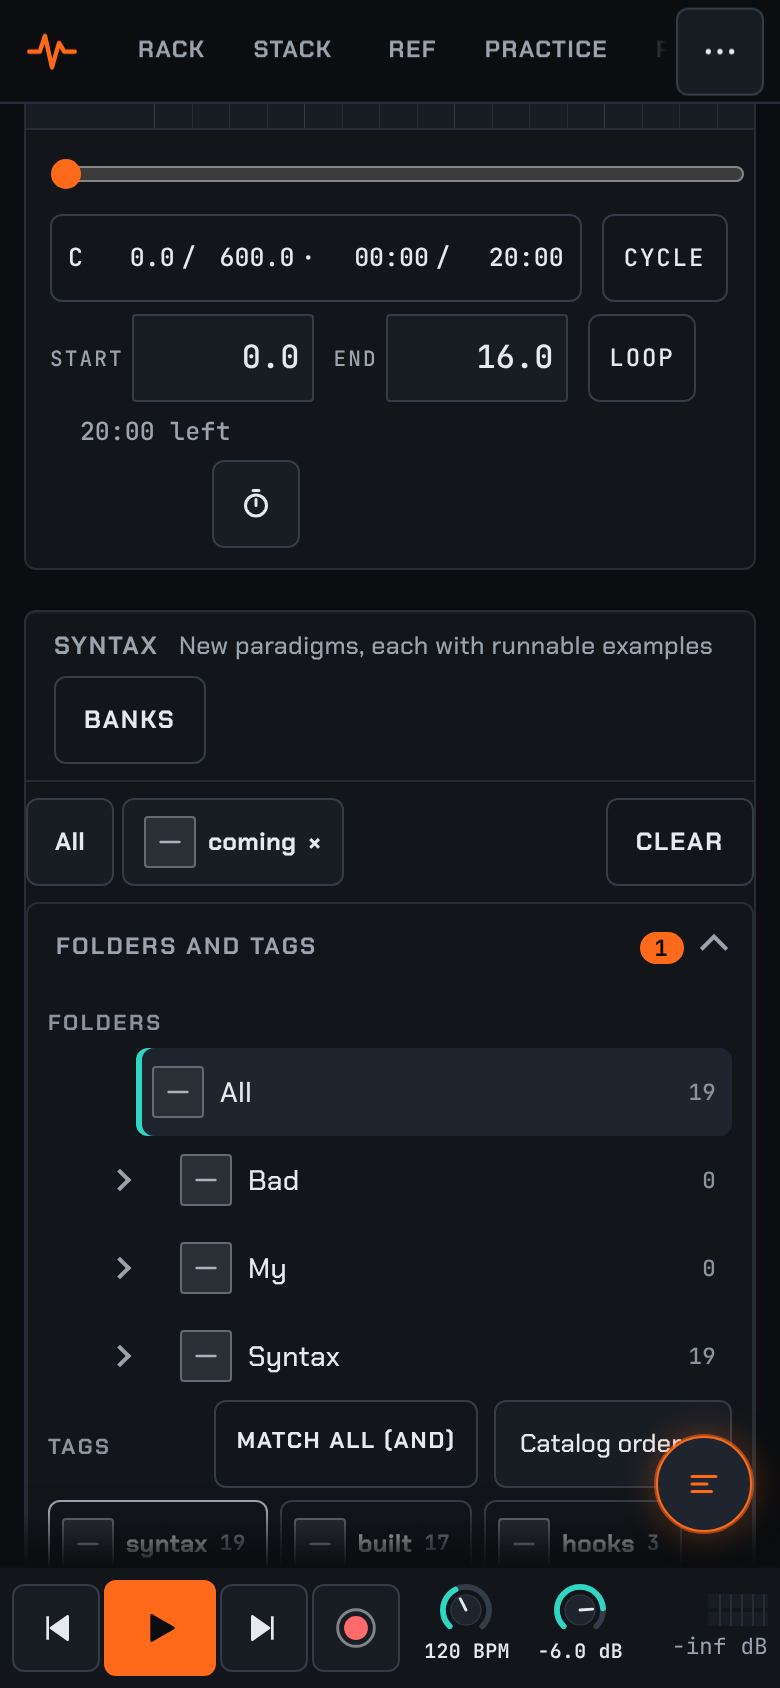 RACK STACK REF PRACTICE
C 0.0 / 600.0 · 00:00 / 20:00 CYCLE
START 0.0 END 16.0 LOOP
20:00 left
SYNTAX New paradigms, each with runnable examples
BANKS
All — coming × CLEAR
FOLDERS AND TAGS 1
FOLDERS
— All 19
— Bad 0
— My 0
— Syntax 19
TAGS MATCH ALL (AND) Catalog order
— syntax 19 — built 17 — hooks 3
120 BPM -6.0 dB -inf dB